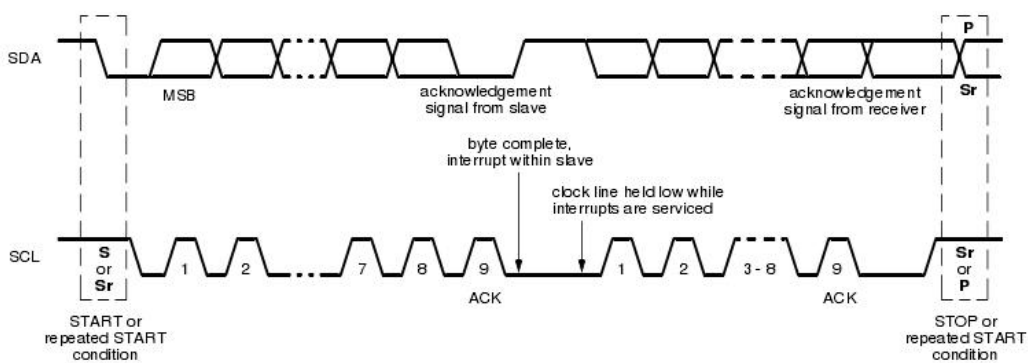 P
SDA
MSB
acknowledgement
signal from slave
acknowledgement
signal from receiver
Sr
byte complete,
interrupt within slave
clock line held low while
interrupts are serviced
SCL
S
or
Sr
1
2
7
8
9
1
2
3 - 8
9
Sr
or
P
ACK
ACK
START or
repeated START
condition
STOP or
repeated START
condition